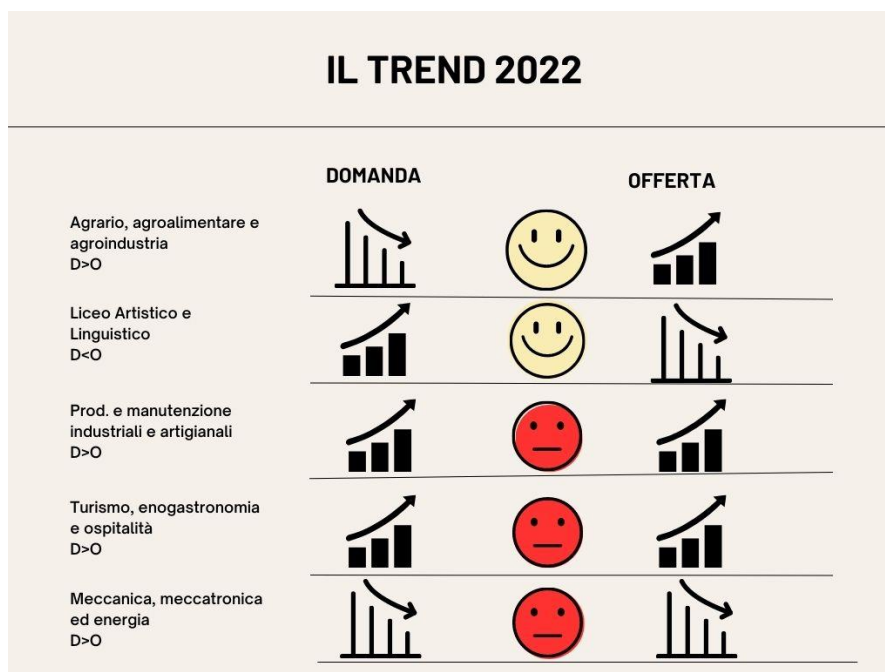 IL TREND 2022
DOMANDA
OFFERTA
Agrario, agroalimentare e
agroindustria
D>O
Liceo Artistico e
Linguistico
D<O
Prod. e manutenzione
industriali e artigianali
D>O
Turismo, enogastronomia
e ospitalità
D>O
Meccanica, meccatronica
ed energia
D>O